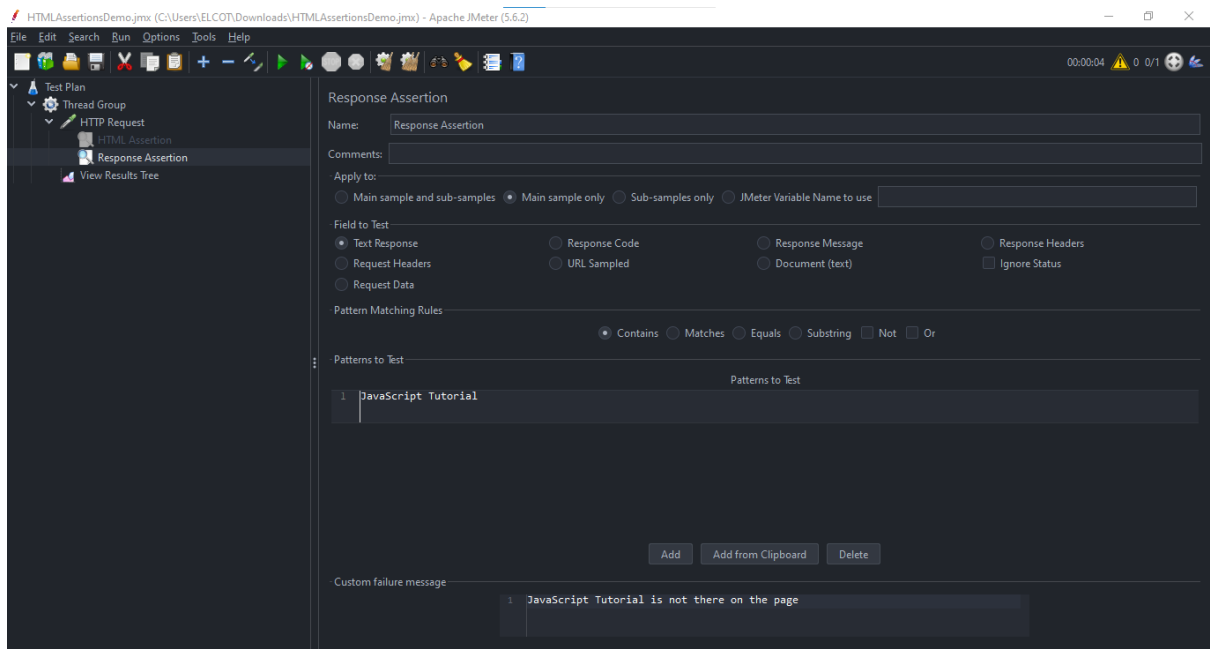 HTMLAssertionsDemo.jmx (C:\Users\ELCOT\Downloads\HTMLAssertionsDemo.jmx) - Apache JMeter (5.6.2)
File Edit Search Run Options Tools Help
00:00:04 0 0/1
Test Plan
Thread Group
HTTP Request
HTML Assertion
Response Assertion
View Results Tree
Response Assertion
Name: Response Assertion
Comments:
Apply to:
Main sample and sub-samples Main sample only Sub-samples only JMeter Variable Name to use
Field to Test
Text Response Response Code Response Message Response Headers
Request Headers URL Sampled Document (text) Ignore Status
Request Data
Pattern Matching Rules
Contains Matches Equals Substring Not Or
Patterns to Test
Patterns to Test
1 JavaScript Tutorial
Add Add from Clipboard Delete
Custom failure message
1 JavaScript Tutorial is not there on the page